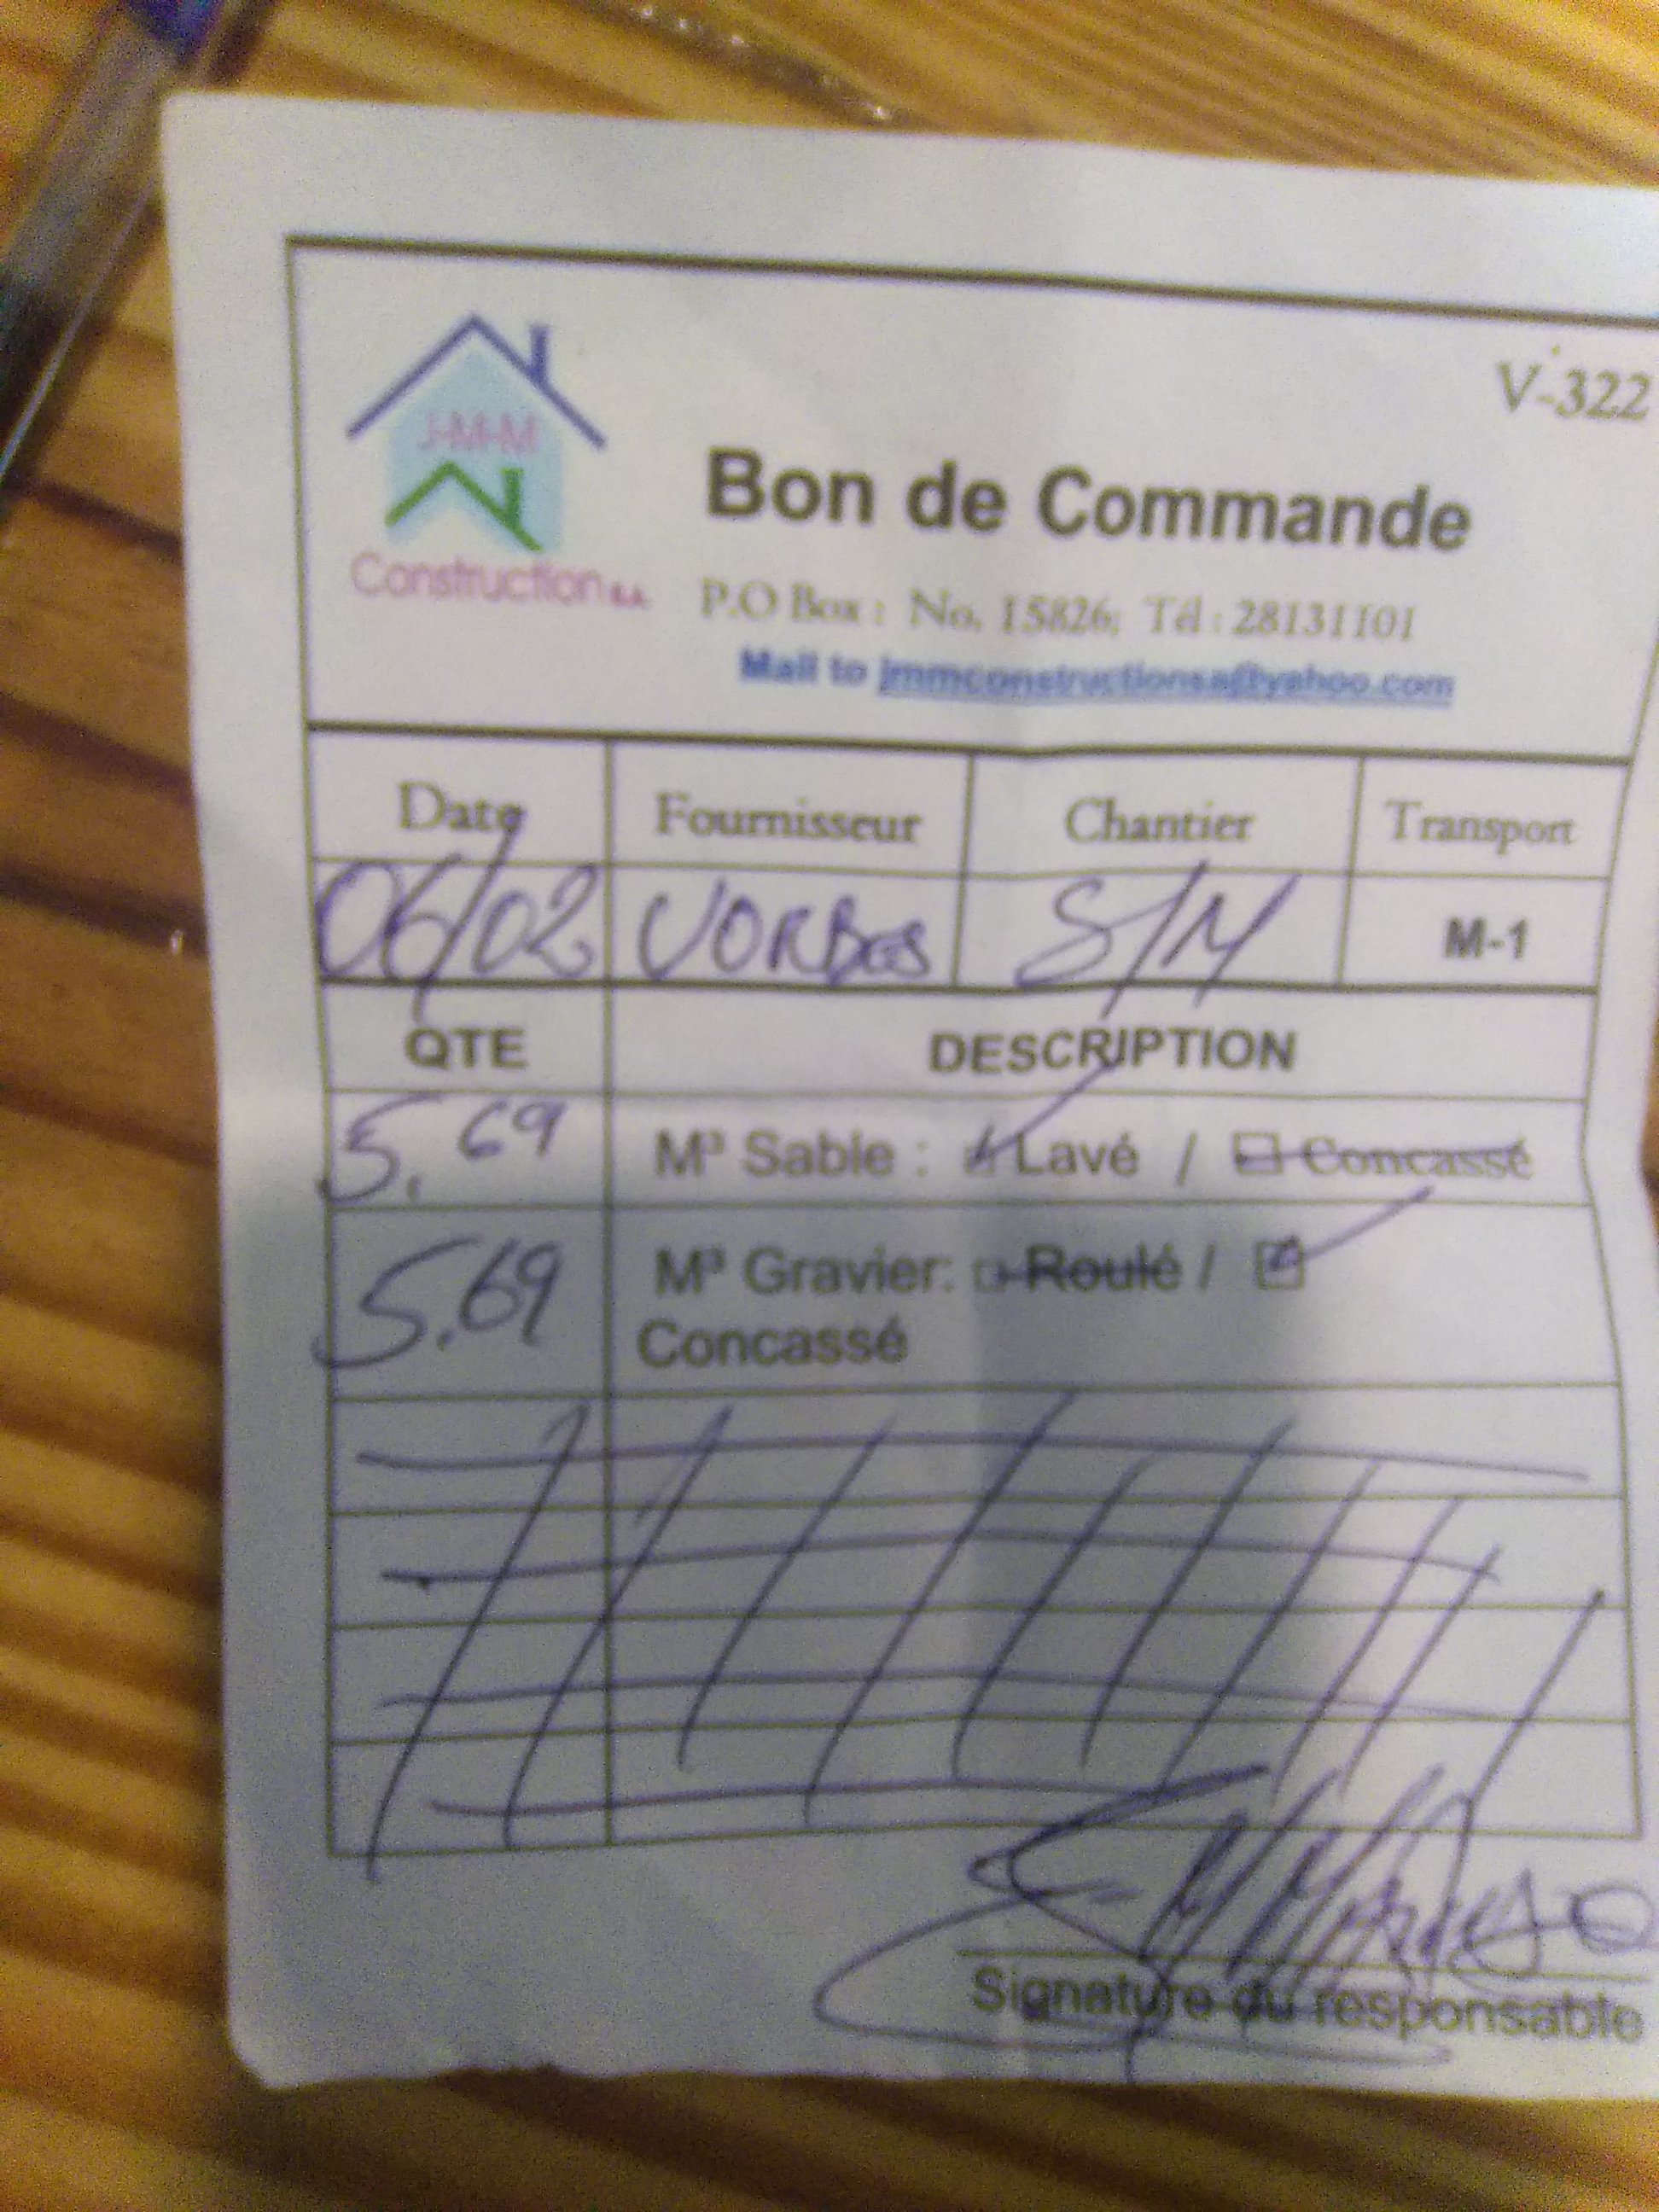 V-322
J-M-M
Construction s.a.
Bon de Commande
P.O Box : No. 15826; Tél : 28131101
Mail to jmmconstructionsa@yahoo.com
Date Fournisseur Chantier Transport
06/02 VORBES S/M M-1
QTE DESCRIPTION
5.69 M³ Sable : Lavé / Concassé
5.69 M³ Gravier: Roulé /
Concassé
Signature du responsable